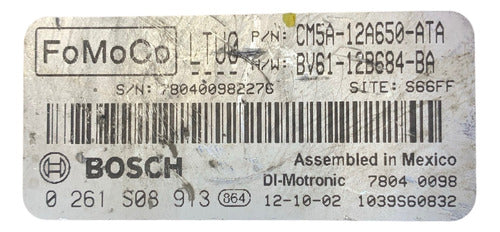 FoMoCo LTU0 P/N: CM5A-12A650-ATA
H/W: BV61-12B684-BA
S/N: 78040098227G SITE: S66FF
BOSCH Assembled in Mexico
DI-Motronic 7804 0098
0 261 S08 913 864 12-10-02 1039S60832